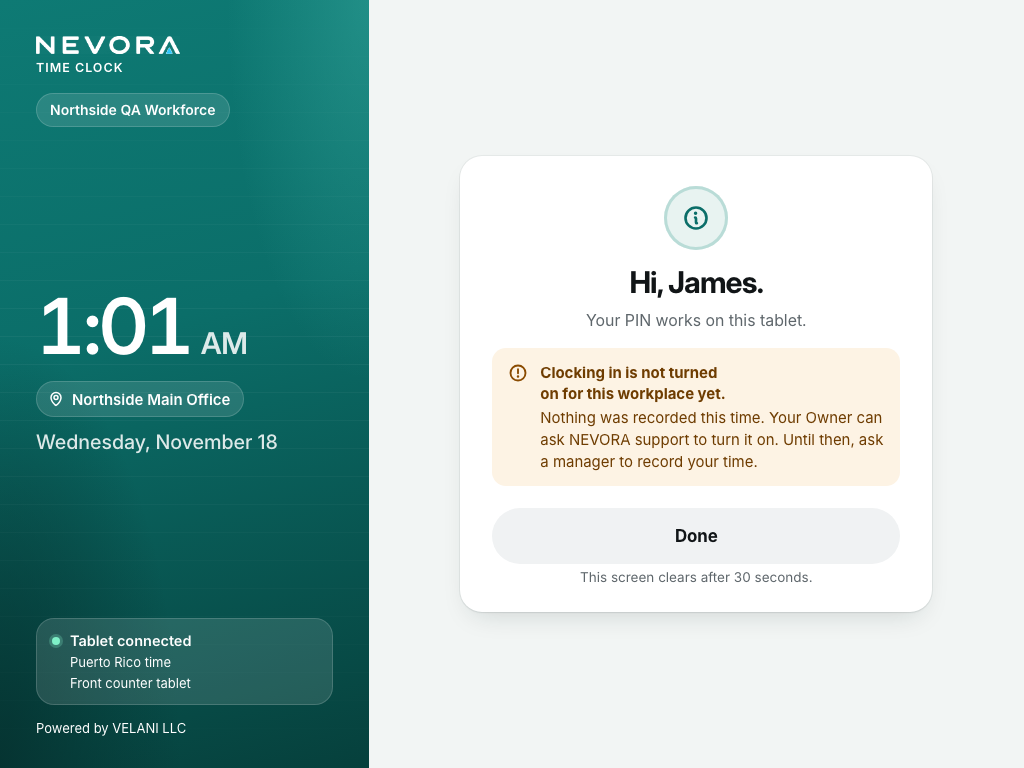 NEVORA
TIME CLOCK
Northside QA Workforce
1:01 AM
Northside Main Office
Wednesday, November 18
Tablet connected
Puerto Rico time
Front counter tablet
Powered by VELANI LLC
Hi, James.
Your PIN works on this tablet.
Clocking in is not turned
on for this workplace yet.
Nothing was recorded this time. Your Owner can
ask NEVORA support to turn it on. Until then, ask
a manager to record your time.
Done
This screen clears after 30 seconds.